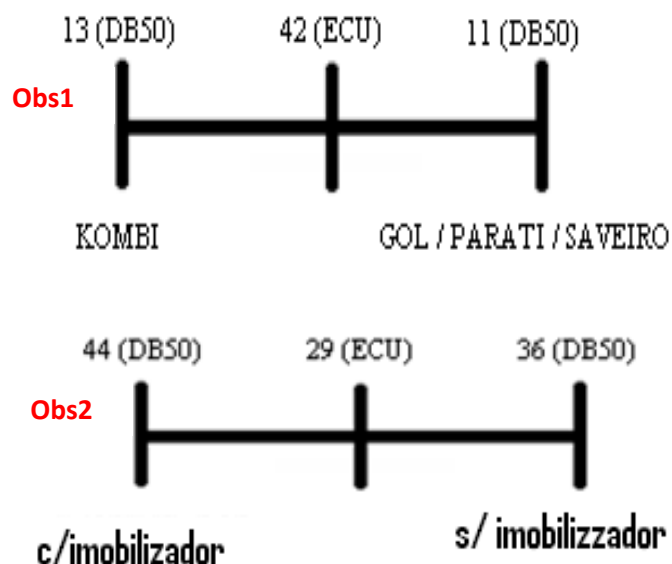 13 (DB50) 42 (ECU) 11 (DB50)
Obs1
KOMBI GOL / PARATI / SAVEIRO
44 (DB50) 29 (ECU) 36 (DB50)
Obs2
c/imobilizador s/ imobilizzador